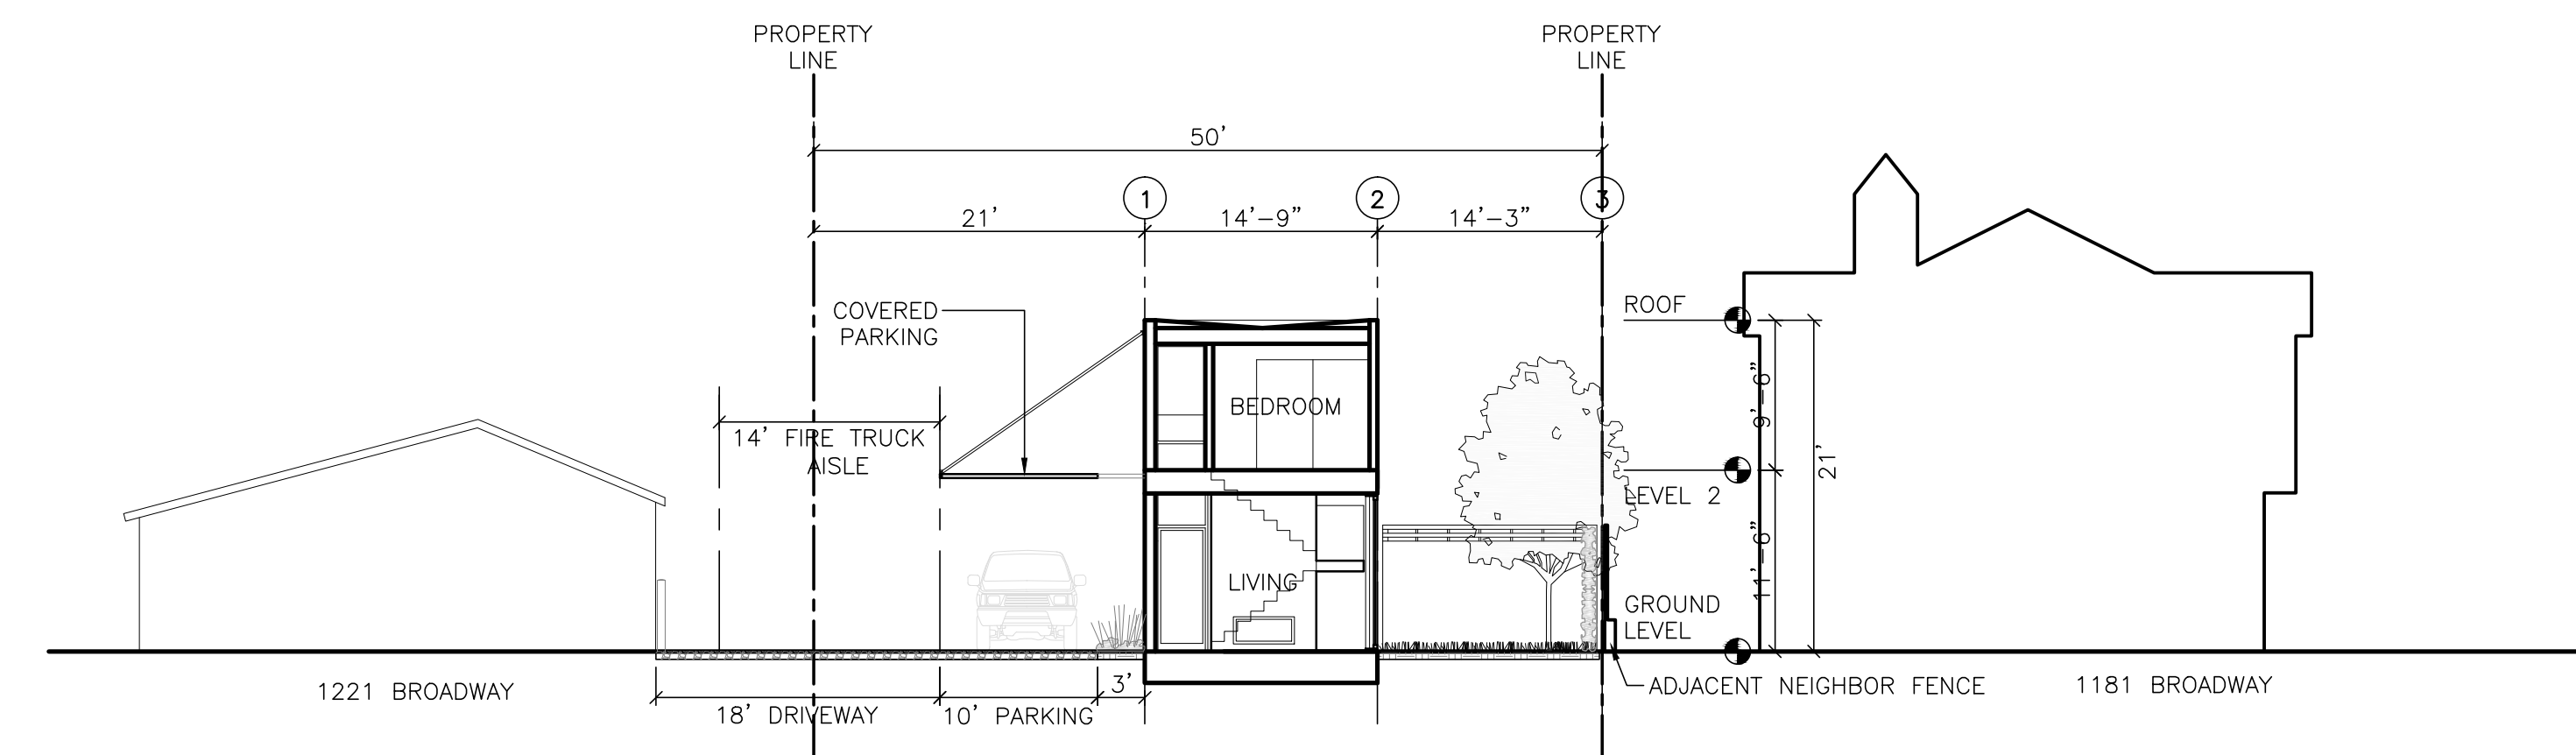 PROPERTY
LINE
PROPERTY
LINE
50'
1
2
3
21'
14'-9"
14'-3"
COVERED
PARKING
ROOF
BEDROOM
9'-6"
14' FIRE TRUCK
AISLE
21'
LEVEL 2
11'-6"
LIVING
GROUND
LEVEL
1221 BROADWAY
3'
ADJACENT NEIGHBOR FENCE
1181 BROADWAY
18' DRIVEWAY
10' PARKING